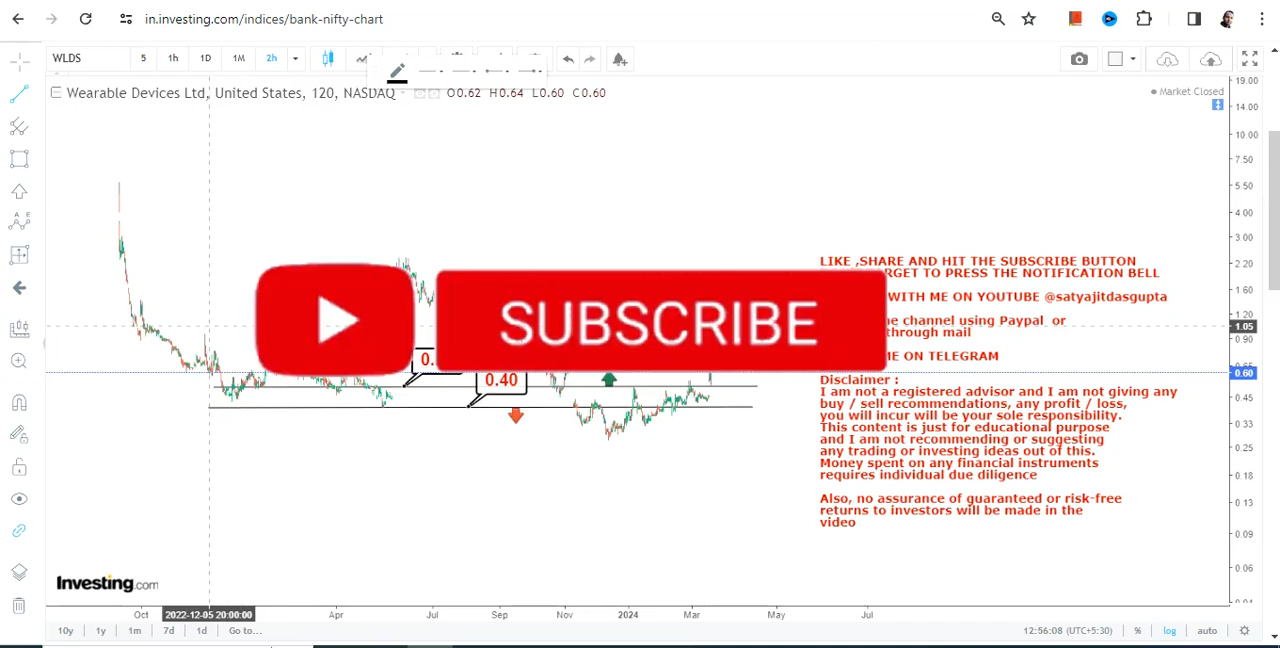 in.investing.com/indices/bank-nifty-chart
WLDS 5 1h 1D 1M 2h
Wearable Devices Ltd, United States, 120, NASDAQ O0.62 H0.64 L0.60 C0.60
Market Closed
19.00
14.00
10.00
7.50
5.50
4.00
3.00
2.20
1.60
1.20
1.05
0.90
0.60
0.45
0.33
0.25
0.18
0.13
0.09
0.06
SUBSCRIBE
0.40
LIKE ,SHARE AND HIT THE SUBSCRIBE BUTTON
TO PRESS THE NOTIFICATION BELL
WITH ME ON YOUTUBE @satyajitdasgupta
channel using Paypal or
through mail
ME ON TELEGRAM
Disclaimer :
I am not a registered advisor and I am not giving any
buy / sell recommendations, any profit / loss,
you will incur will be your sole responsibility.
This content is just for educational purpose
and I am not recommending or suggesting
any trading or investing ideas out of this.
Money spent on any financial instruments
requires individual due diligence
Also, no assurance of guaranteed or risk-free
returns to investors will be made in the
video
Investing.com
Oct 2022-12-05 20:00:00 Apr Jul Sep Nov 2024 Mar May Jul
10y 1y 1m 7d 1d Go to... 12:56:08 (UTC+5:30) % log auto